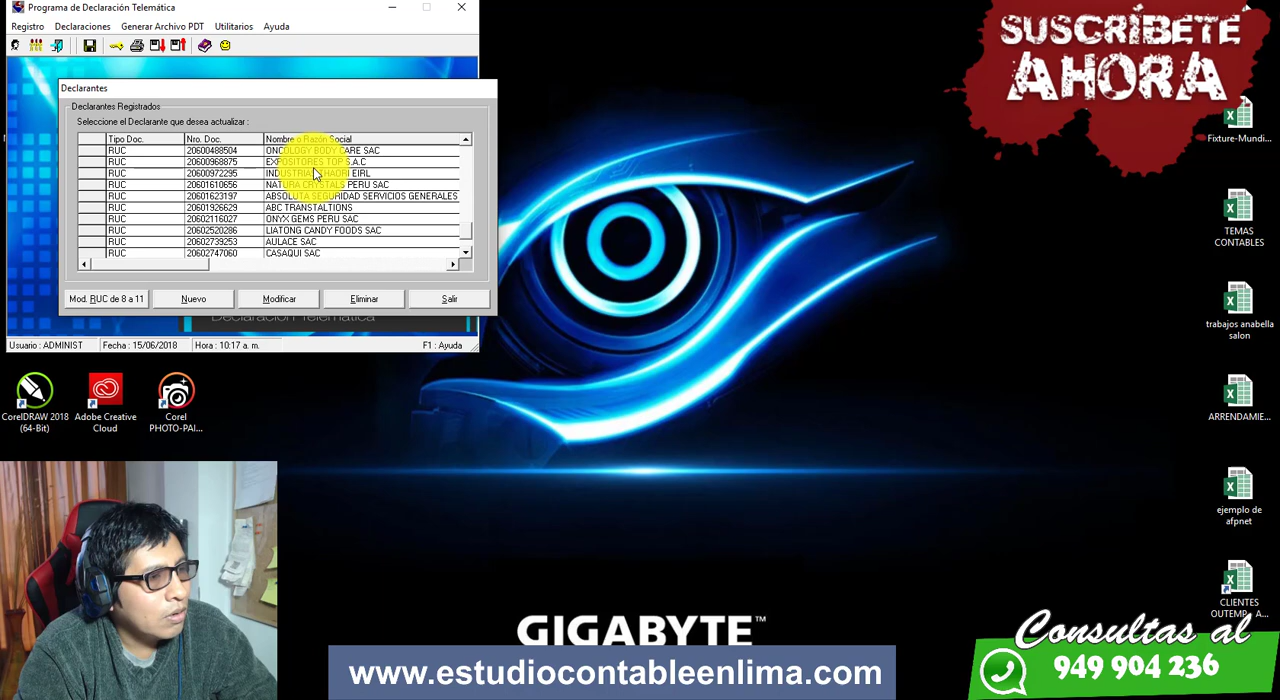 Programa de Declaración Telemática
Registro Declaraciones Generar Archivo PDT Utilitarios Ayuda
Declarantes
Declarantes Registrados
Seleccione el Declarante que desea actualizar :
Tipo Doc. Nro. Doc. Nombre o Razón Social
RUC 20600488504 ONCOLOGY BODY CARE SAC
RUC 20600968875 EXPOSITORES TOP S.A.C
RUC 20600972295 INDUSTRIAS HAORI EIRL
RUC 20601610656 NATURA CRYSTALS PERU SAC
RUC 20601623197 ABSOLUTA SEGURIDAD SERVICIOS GENERALES
RUC 20601926629 ABC TRANSTALTIONS
RUC 20602116027 ONYX GEMS PERU SAC
RUC 20602520286 LIATONG CANDY FOODS SAC
RUC 20602739253 AULACE SAC
RUC 20602747060 CASAQUI SAC
Mod. RUC de 8 a 11 Nuevo Modificar Eliminar Salir
Declaración Telemática
Usuario : ADMINIST Fecha : 15/06/2018 Hora : 10:17 a. m. F1 : Ayuda
CorelDRAW 2018 (64-Bit)
Adobe Creative Cloud
Corel PHOTO-PAI...
SUSCRÍBETE
AHORA
Fixture-Mundi...
TEMAS CONTABLES
trabajos anabella salon
ARRENDAMIE...
ejemplo de afpnet
CLIENTES OUTEMP_A...
GIGABYTE™
www.estudiocontableenlima.com
Consultas al
949 904 236